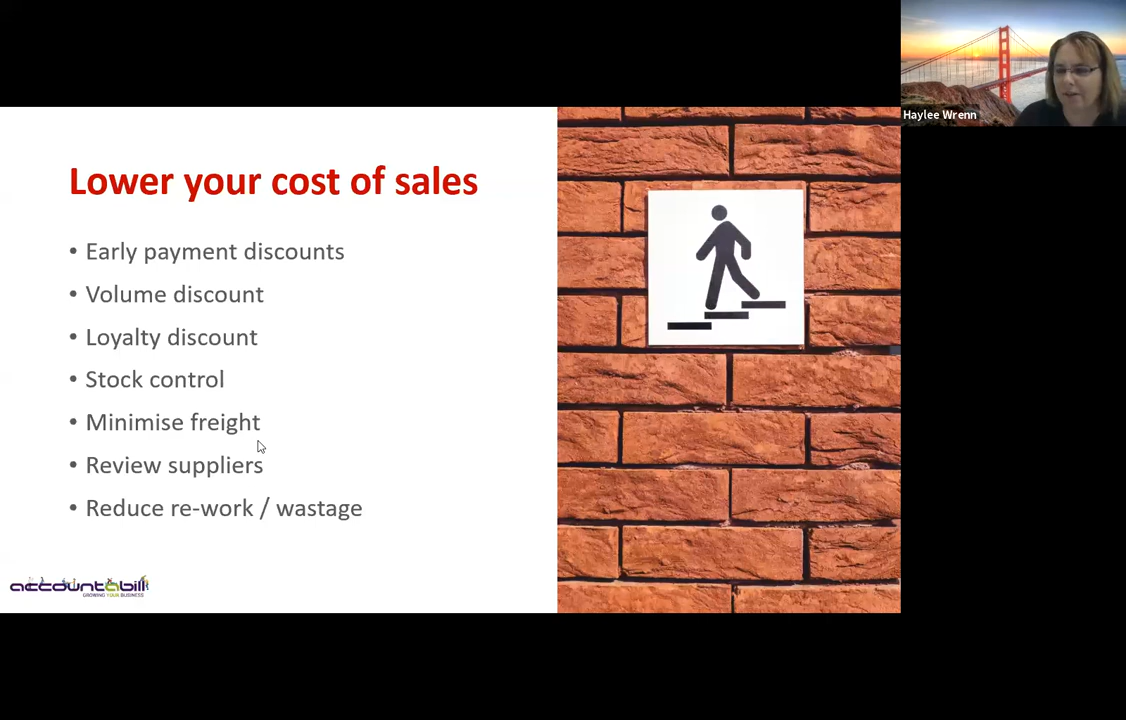 Haylee Wrenn
Lower your cost of sales
• Early payment discounts
• Volume discount
• Loyalty discount
• Stock control
• Minimise freight
• Review suppliers
• Reduce re-work / wastage
accountabill
GROWING YOUR BUSINESS